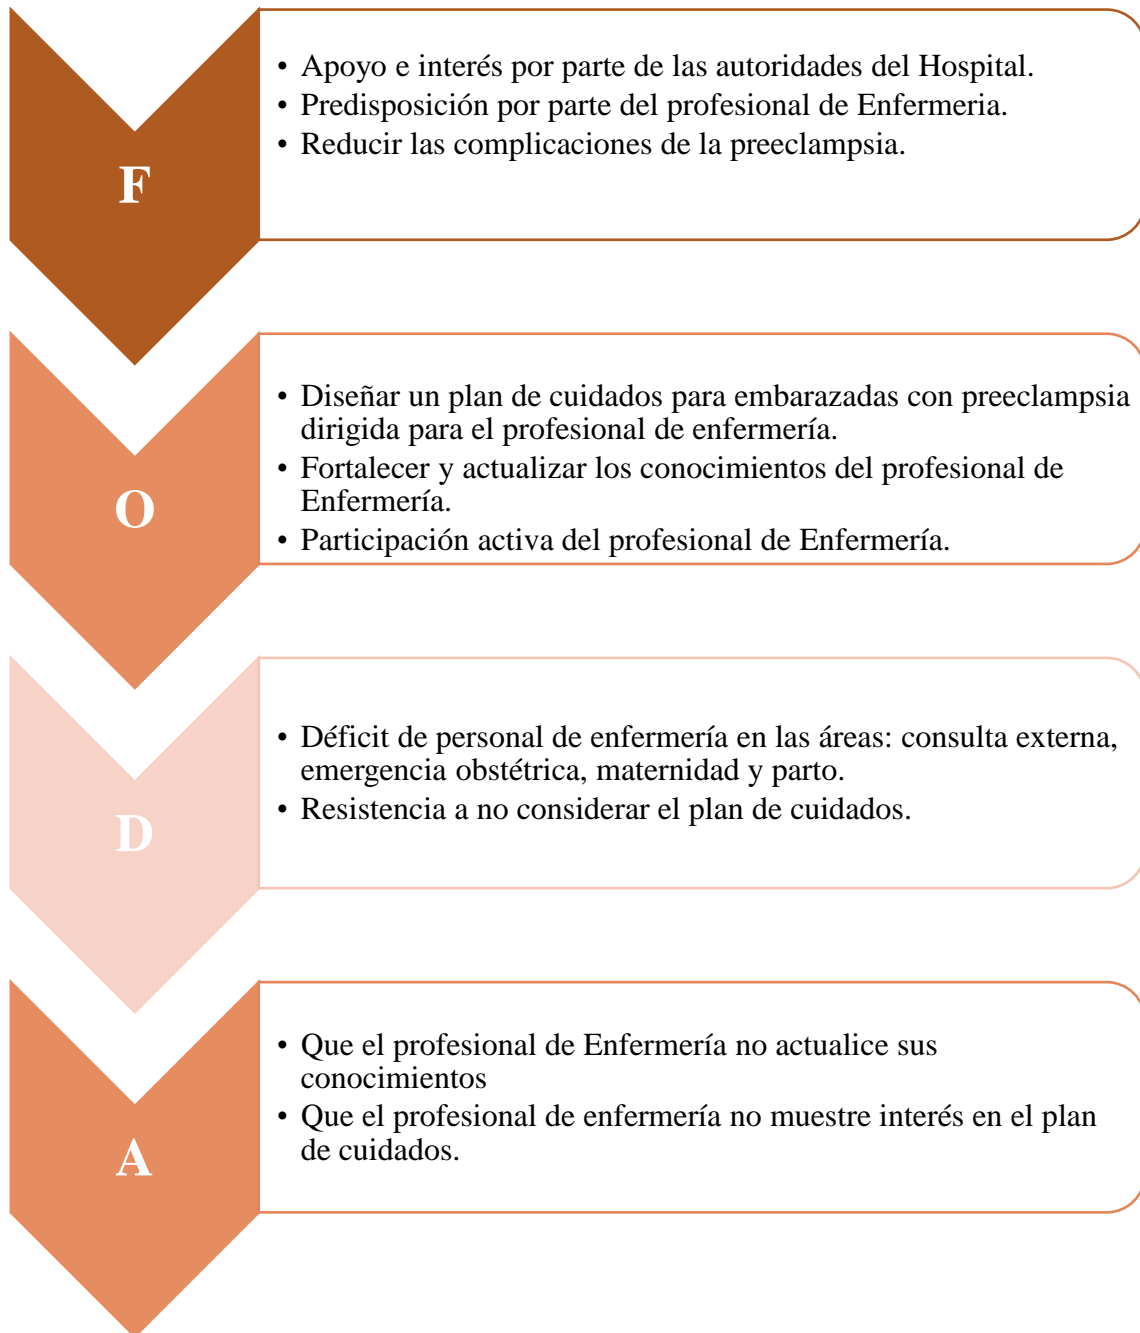 F
• Apoyo e interés por parte de las autoridades del Hospital.
• Predisposición por parte del profesional de Enfermeria.
• Reducir las complicaciones de la preeclampsia.
O
• Diseñar un plan de cuidados para embarazadas con preeclampsia
dirigida para el profesional de enfermería.
• Fortalecer y actualizar los conocimientos del profesional de
Enfermería.
• Participación activa del profesional de Enfermería.
D
• Déficit de personal de enfermería en las áreas: consulta externa,
emergencia obstétrica, maternidad y parto.
• Resistencia a no considerar el plan de cuidados.
A
• Que el profesional de Enfermería no actualice sus
conocimientos
• Que el profesional de enfermería no muestre interés en el plan
de cuidados.